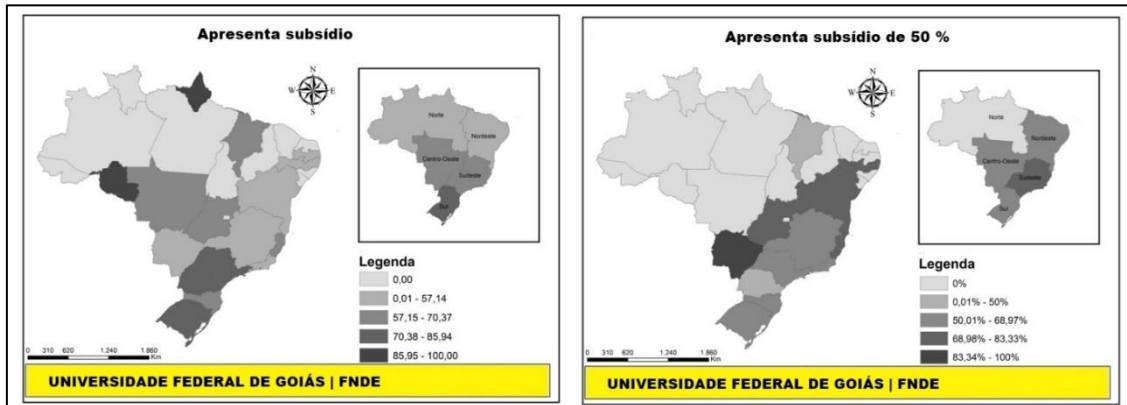 Apresenta subsídio
N
W E
S
Norte
Nordeste
Centro-Oeste
Sudeste
Sul
Legenda
0,00
0,01 - 57,14
57,15 - 70,37
70,38 - 85,94
85,95 - 100,00
0 310 620 1.240 1.860
Km
UNIVERSIDADE FEDERAL DE GOIÁS | FNDE
Apresenta subsídio de 50 %
N
W E
S
Norte
Nordeste
Centro-Oeste
Sudeste
Sul
Legenda
0%
0,01% - 50%
50,01% - 68,97%
68,98% - 83,33%
83,34% - 100%
0 310 620 1.240 1.860
Km
UNIVERSIDADE FEDERAL DE GOIÁS | FNDE